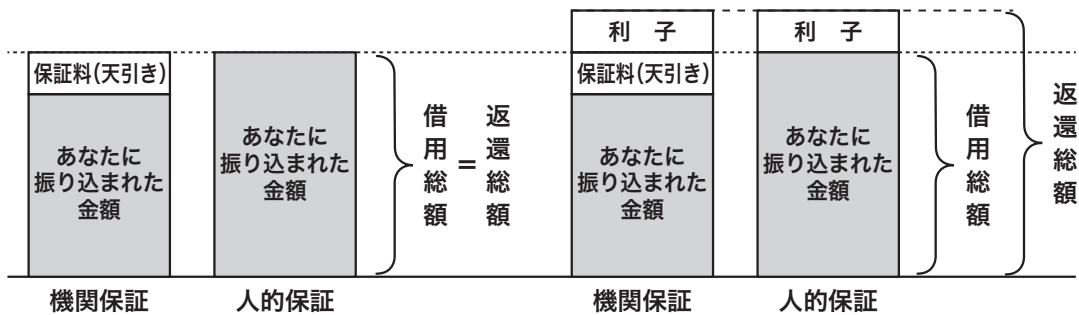 保証料(天引き)
あなたに
振り込まれた
金額
機関保証
あなたに
振り込まれた
金額
人的保証
借用総額
=
返還総額
利 子
保証料(天引き)
あなたに
振り込まれた
金額
機関保証
利 子
あなたに
振り込まれた
金額
人的保証
借用総額
返還総額